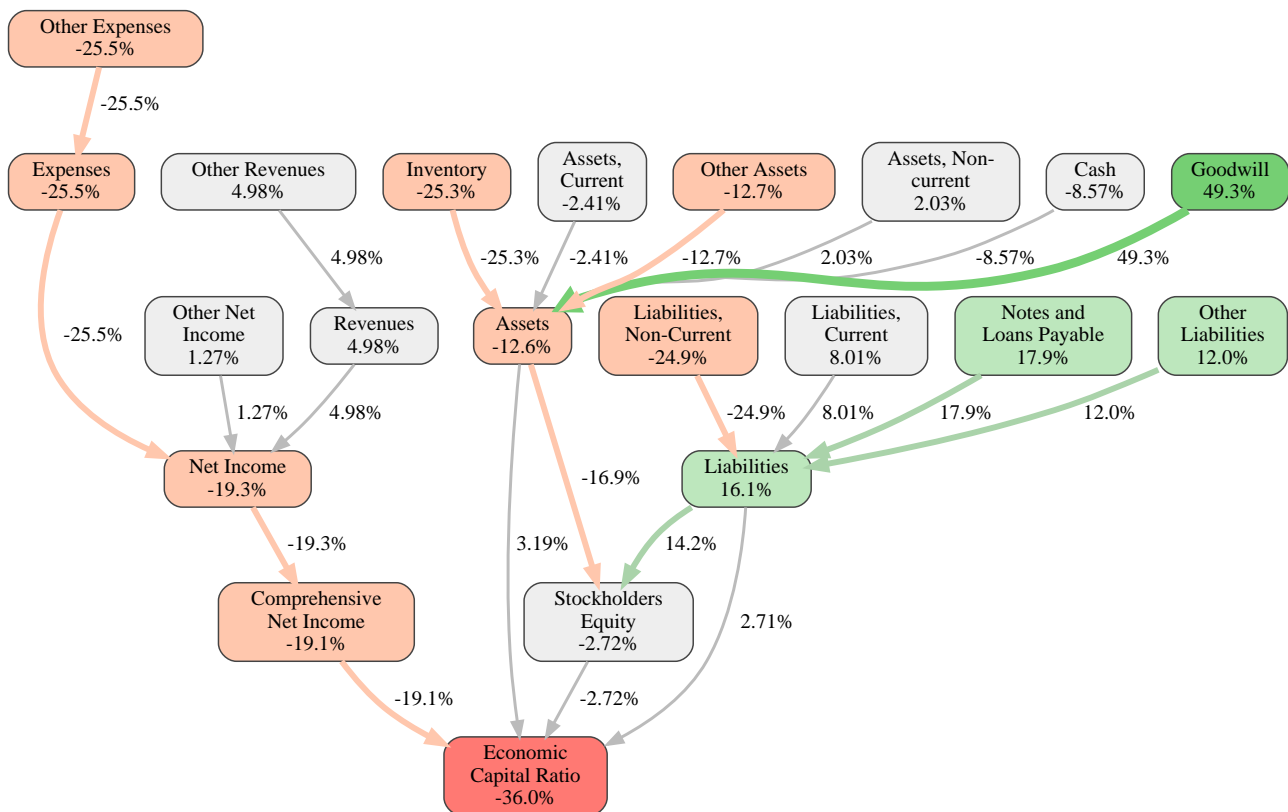 Other Expenses
-25.5%
-25.5%
Expenses
-25.5%
Other Revenues
4.98%
Inventory
-25.3%
Assets,
Current
-2.41%
Other Assets
-12.7%
Assets, Non-
current
2.03%
Cash
-8.57%
Goodwill
49.3%
4.98%
-25.3%
-2.41%
-12.7%
2.03%
-8.57%
49.3%
-25.5%
Other Net
Income
1.27%
Revenues
4.98%
Assets
-12.6%
Liabilities,
Non-Current
-24.9%
Liabilities,
Current
8.01%
Notes and
Loans Payable
17.9%
Other
Liabilities
12.0%
1.27%
4.98%
-24.9%
8.01%
17.9%
12.0%
Net Income
-19.3%
-16.9%
Liabilities
16.1%
-19.3%
3.19%
14.2%
Comprehensive
Net Income
-19.1%
Stockholders
Equity
-2.72%
2.71%
-19.1%
-2.72%
Economic
Capital Ratio
-36.0%